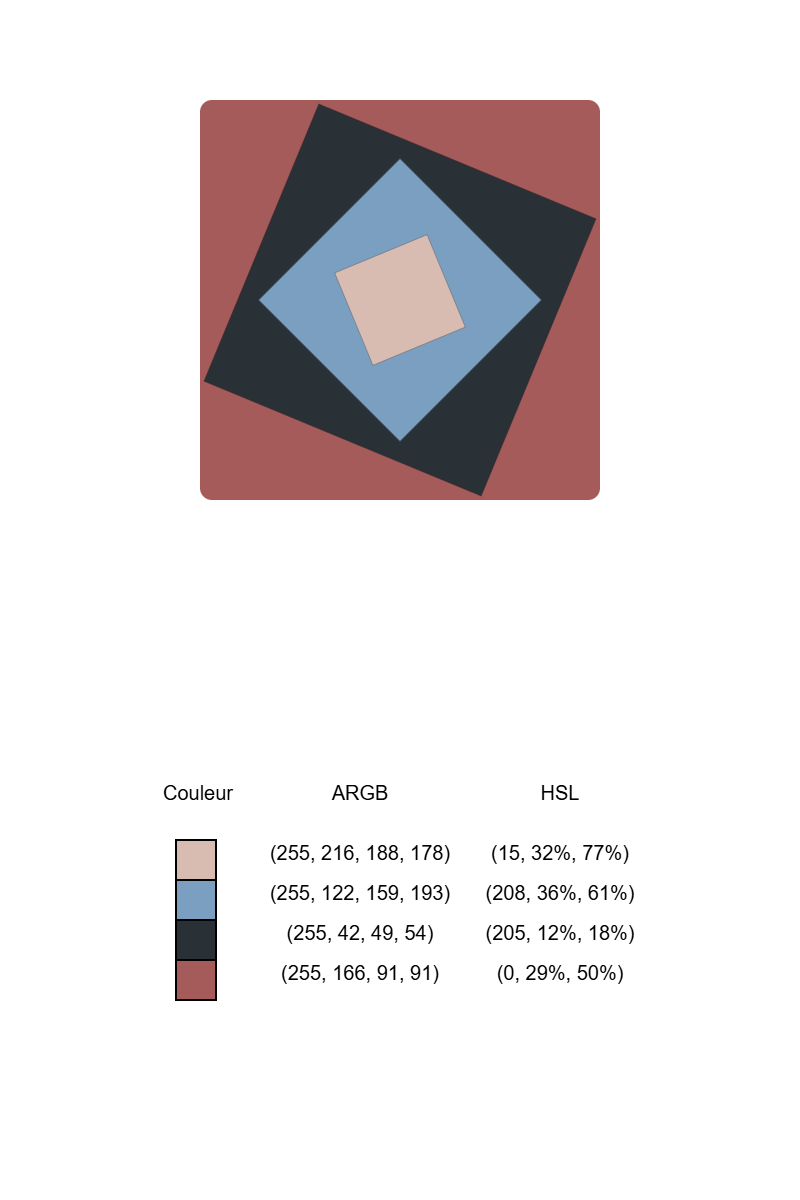 Couleur ARGB HSL
(255, 216, 188, 178) (15, 32%, 77%)
(255, 122, 159, 193) (208, 36%, 61%)
(255, 42, 49, 54) (205, 12%, 18%)
(255, 166, 91, 91) (0, 29%, 50%)